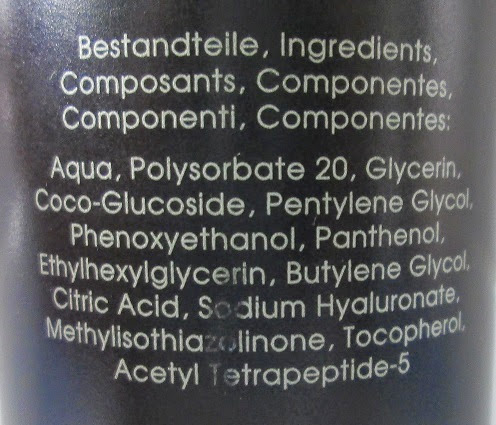 Bestandteile, Ingredients,
Composants, Componentes,
Componenti, Componentes:
Aqua, Polysorbate 20, Glycerin,
Coco-Glucoside, Pentylene Glycol,
Phenoxyethanol, Panthenol,
Ethylhexylglycerin, Butylene Glycol,
Citric Acid, Sodium Hyaluronate,
Methylisothiazolinone, Tocopherol,
Acetyl Tetrapeptide-5